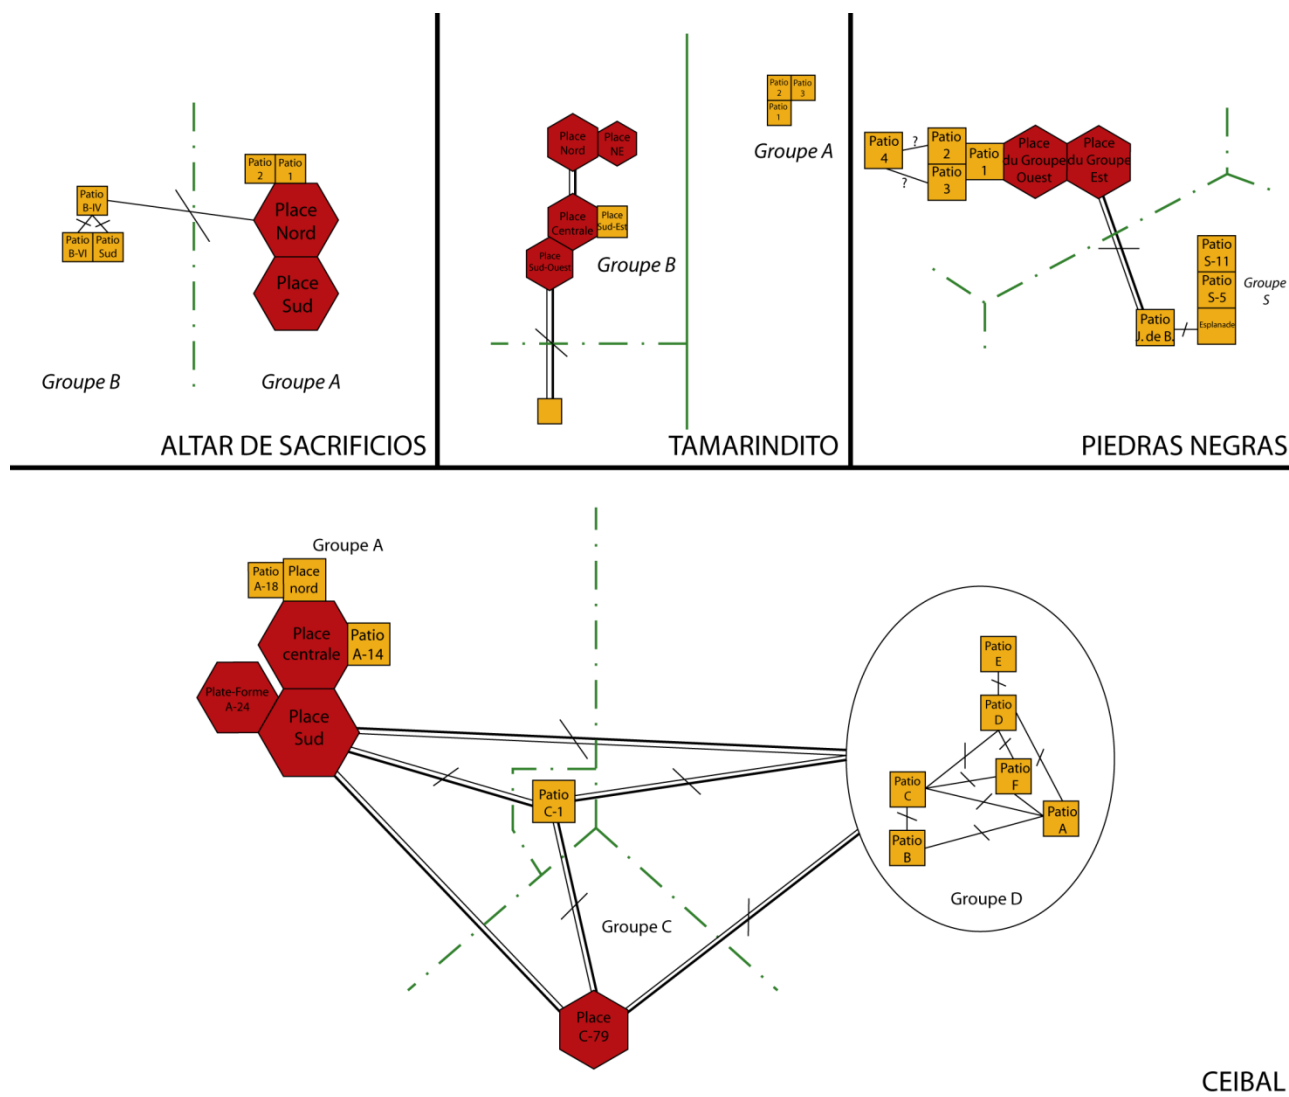 Patio
2
Patio
1
Place
Nord
Place
Sud
Patio
B-IV
Patio
B-VI
Patio
Sud
Groupe B
Groupe A
ALTAR DE SACRIFICIOS
Patio
2
Patio
3
Patio
1
Groupe A
Place
Nord
Place
NE
Place
Centrale
Place
Sud-Est
Place
Sud-Ouest
Groupe B
TAMARINDITO
Patio
4
?
?
Patio
2
Patio
3
Patio
1
Place
du Groupe
Ouest
Place
du Groupe
Est
Patio
S-11
Patio
S-5
Esplanade
Groupe
S
Patio
J. de B.
PIEDRAS NEGRAS
Groupe A
Patio
A-18
Place
nord
Place
centrale
Patio
A-14
Plate-Forme
A-24
Place
Sud
Patio
C-1
Groupe C
Place
C-79
Patio
E
Patio
D
Patio
C
Patio
F
Patio
A
Patio
B
Groupe D
CEIBAL